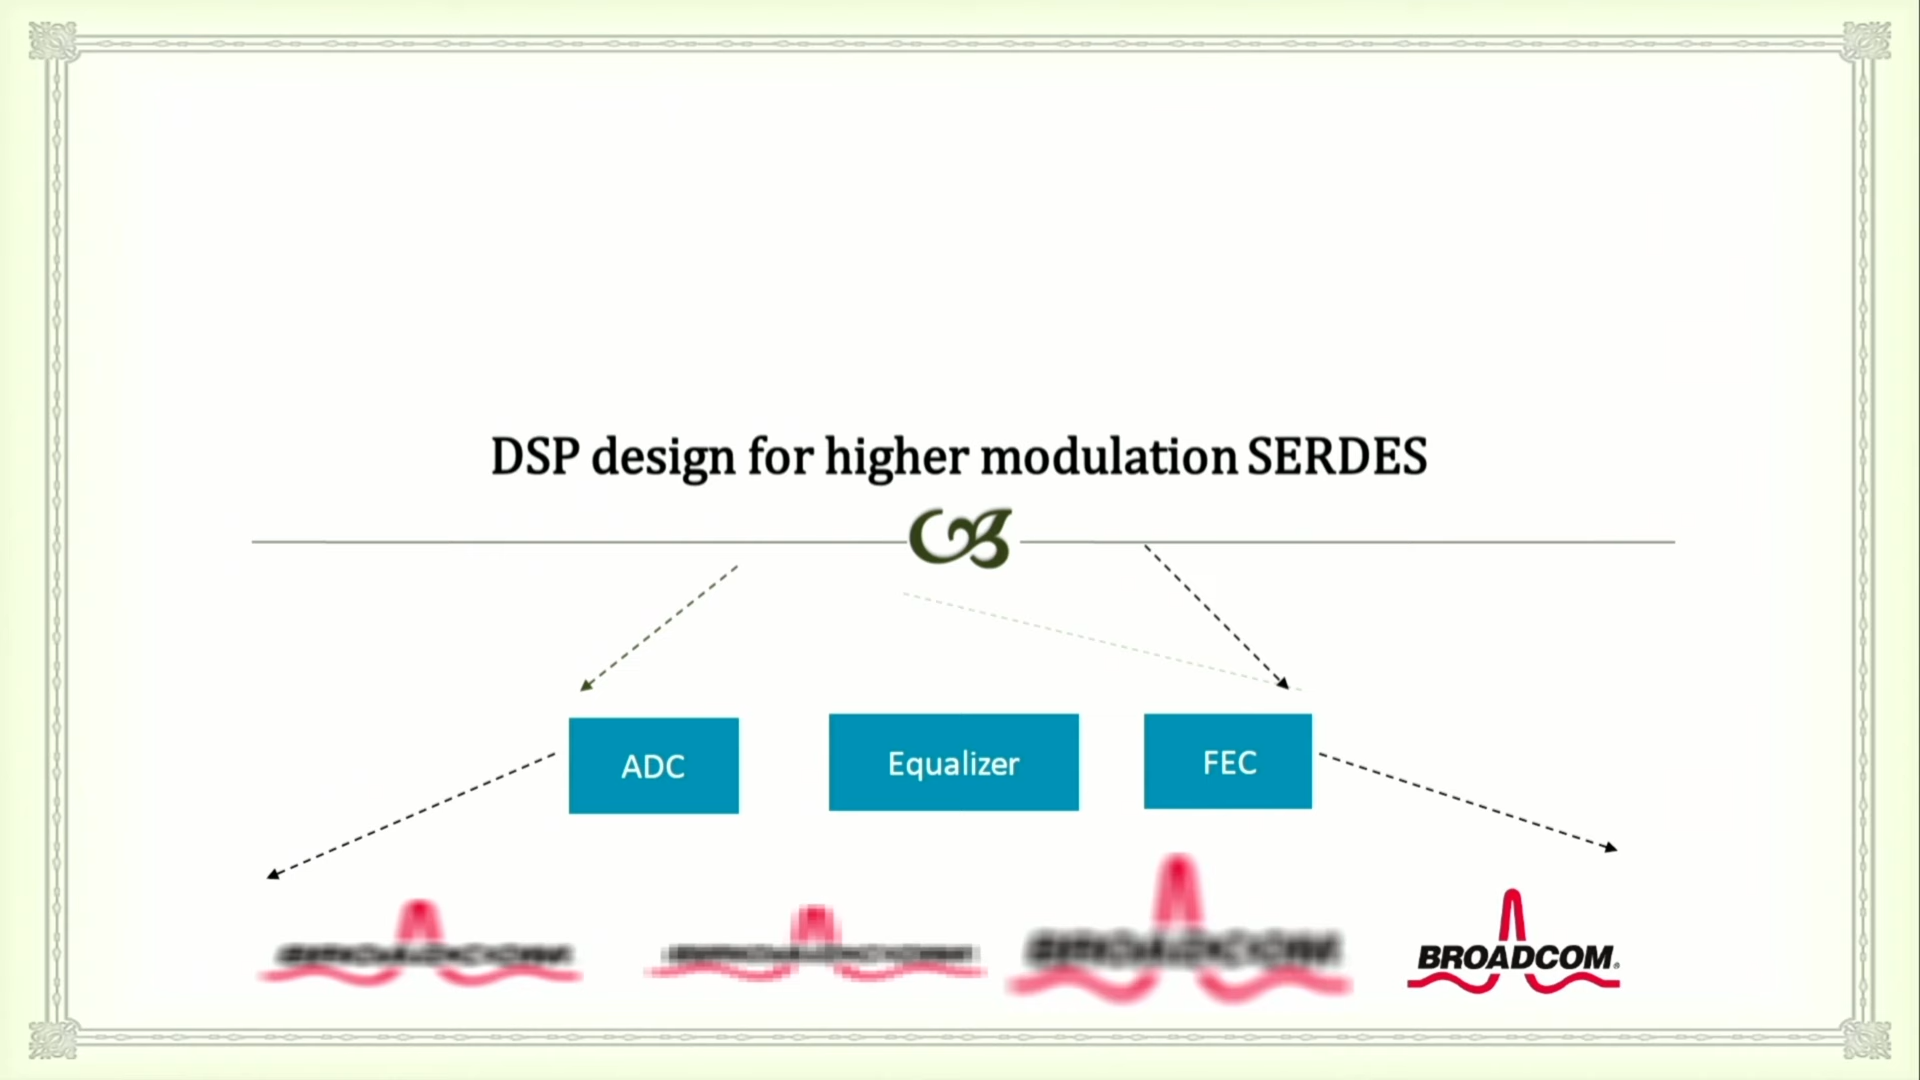 DSP design for higher modulation SERDES
ADC
Equalizer
FEC
BROADCOM